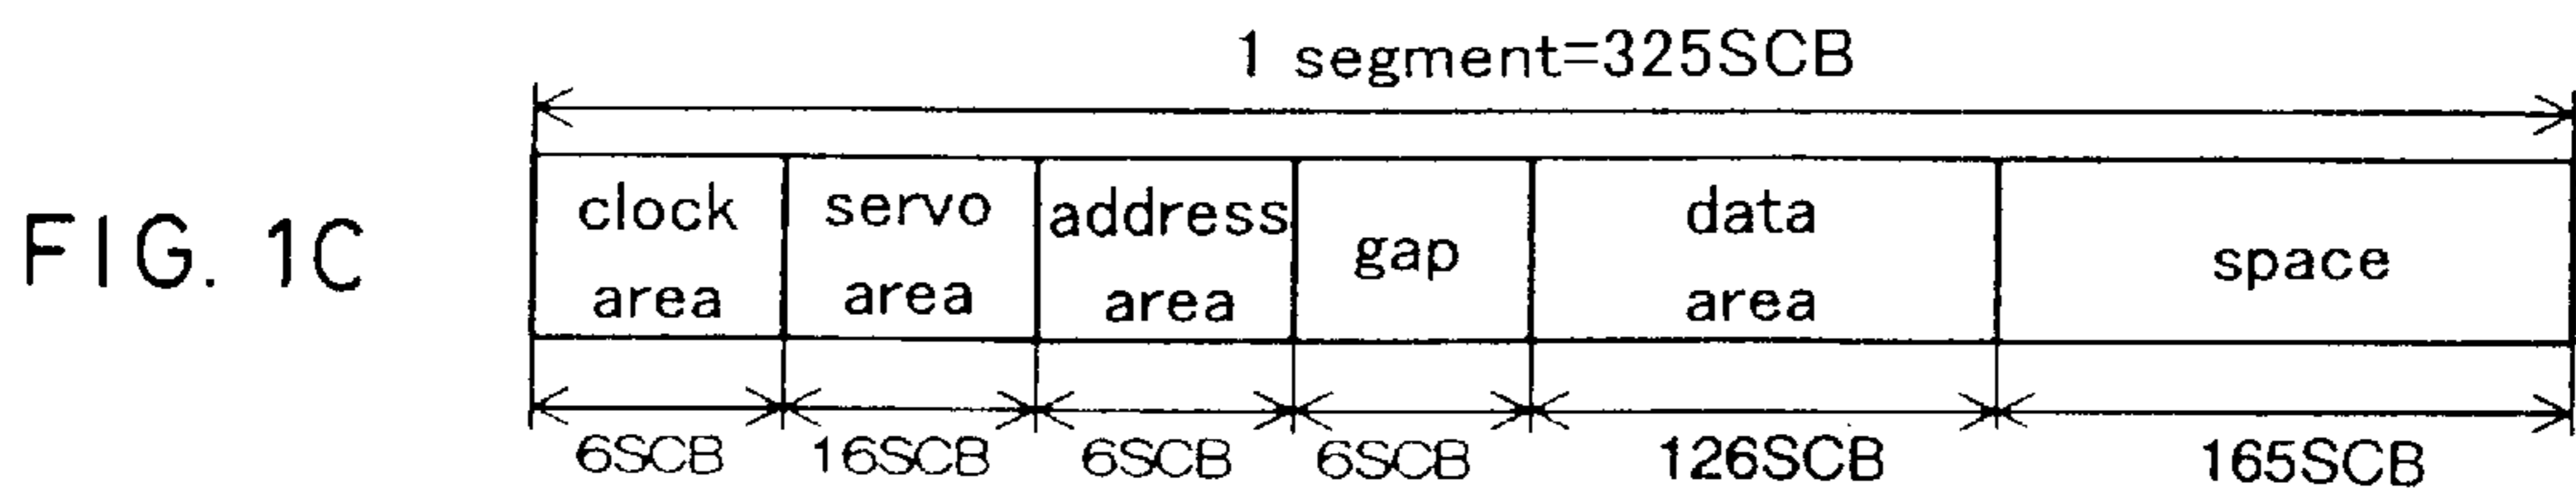 1 segment=325SCB
FIG. 1C
clock area
servo area
address area
gap
data area
space
6SCB 16SCB 6SCB 6SCB 126SCB 165SCB